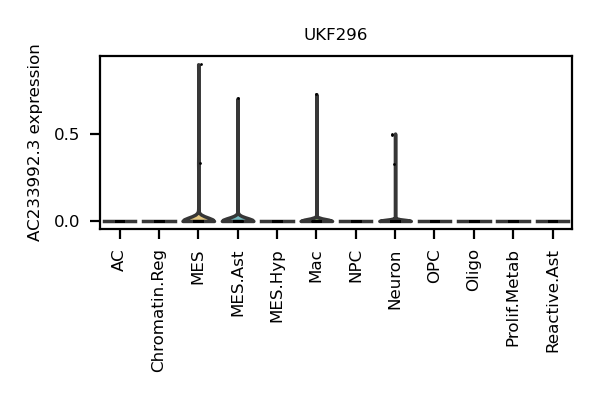 UKF296
AC233992.3 expression
0.5
0.0
AC
Chromatin.Reg
MES
MES.Ast
MES.Hyp
Mac
NPC
Neuron
OPC
Oligo
Prolif.Metab
Reactive.Ast